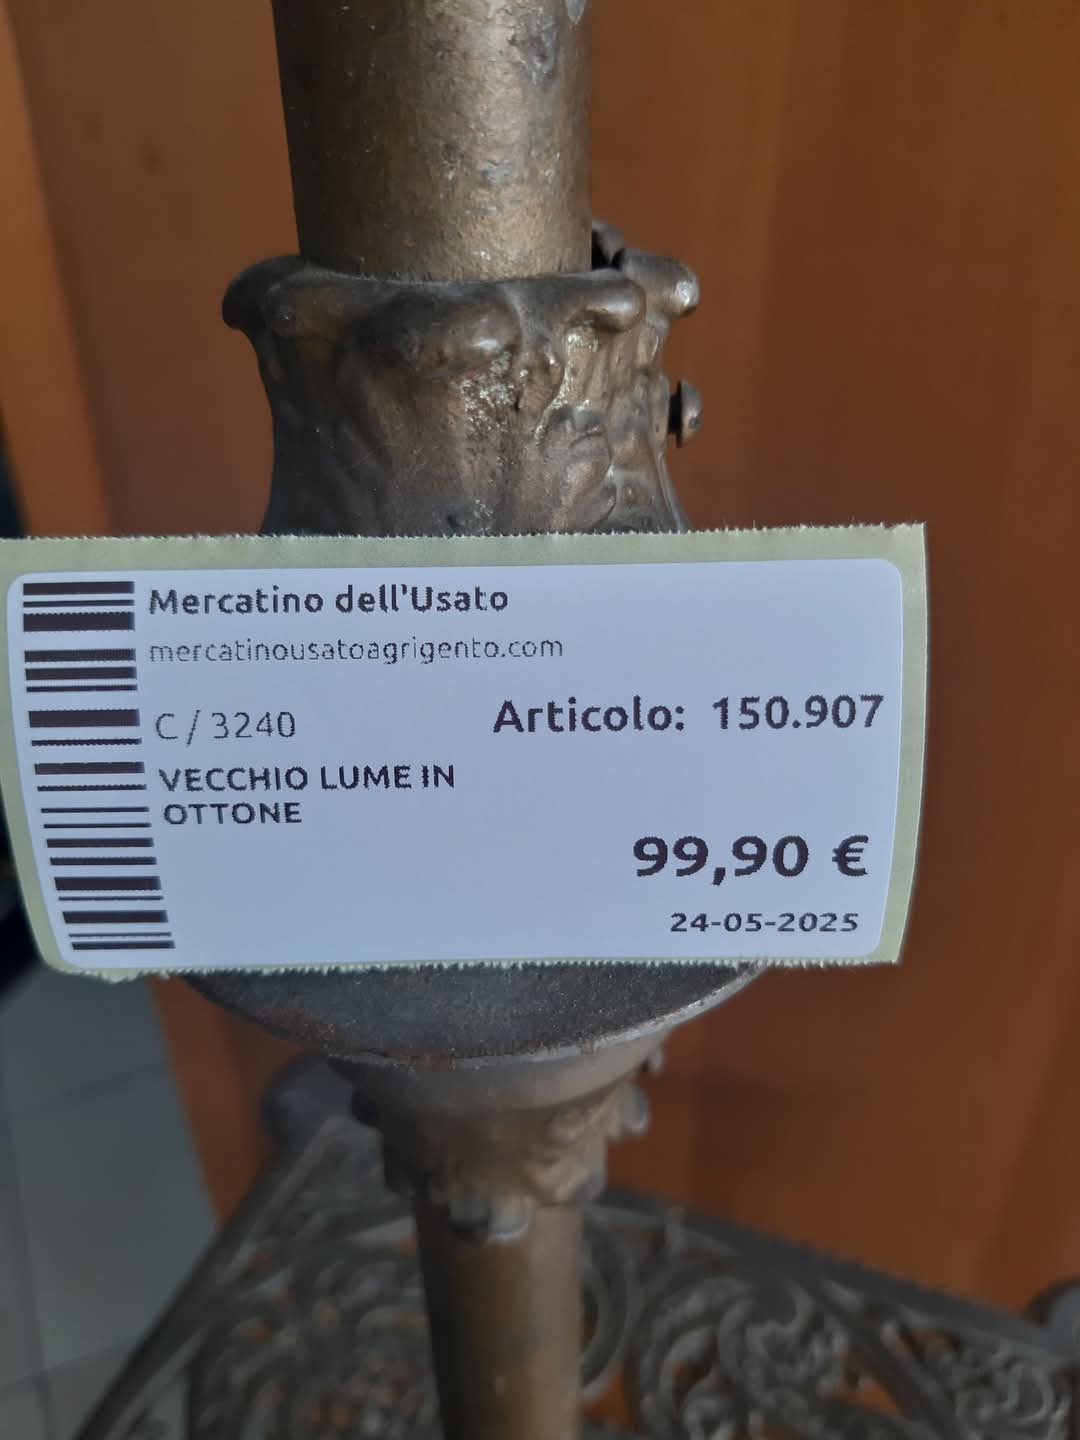 Mercatino dell'Usato
mercatinousatoagrigento.com
C / 3240
Articolo: 150.907
VECCHIO LUME IN
OTTONE
99,90 €
24-05-2025